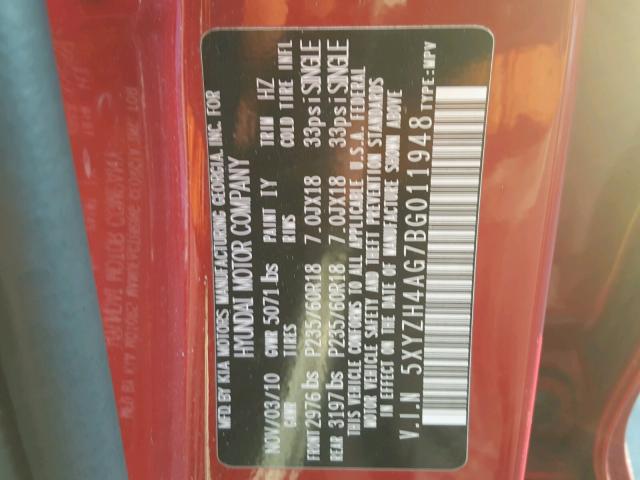 MFD BY KIA MOTORS MANUFACTURING GEORGIA, INC. FOR
HYUNDAI MOTOR COMPANY
NOV/03/10 GVWR 5071 lbs PAINT IY TRIM HZ
GAWR TIRES RIMS COLD TIRE INFL
FRONT 2976 lbs P235/60R18 7.0JX18 33psi SINGLE
REAR 3197 lbs P235/60R18 7.0JX18 33psi SINGLE
THIS VEHICLE CONFORMS TO ALL APPLICABLE U.S.A. FEDERAL
MOTOR VEHICLE SAFETY AND THEFT PREVENTION STANDARDS
IN EFFECT ON THE DATE OF MANUFACTURE SHOWN ABOVE
V.I.N 5XYZH4AG7BG011948 TYPE:MPV